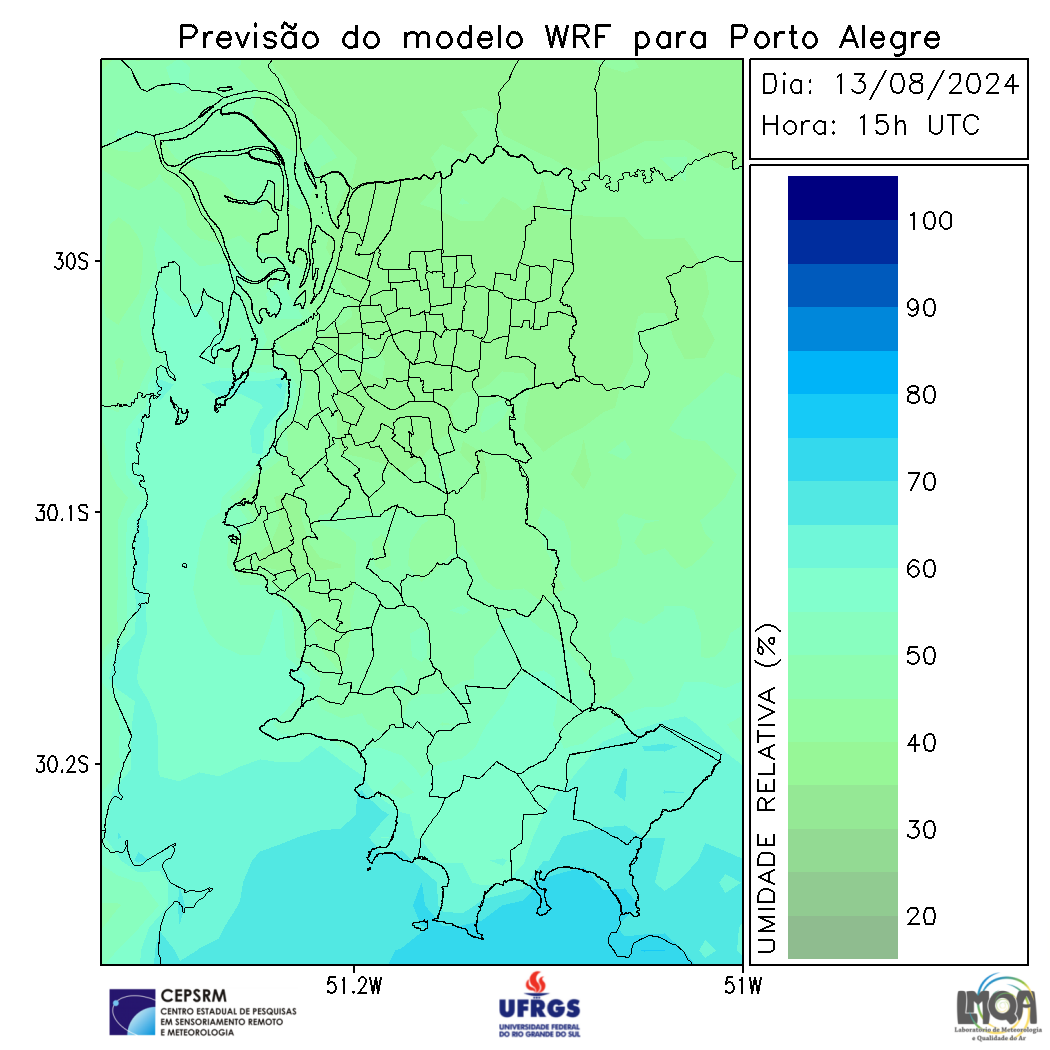 Previsão do modelo WRF para Porto Alegre
Dia: 13/08/2024
Hora: 15h UTC
30S
30.1S
30.2S
51.2W
51W
100
90
80
70
60
50
40
30
20
UMIDADE RELATIVA (%)
CEPSRM
CENTRO ESTADUAL DE PESQUISAS
EM SENSORIAMENTO REMOTO
E METEOROLOGIA
UFRGS
UNIVERSIDADE FEDERAL
DO RIO GRANDE DO SUL
LMQA
Laboratório de Meteorologia
e Qualidade do Ar